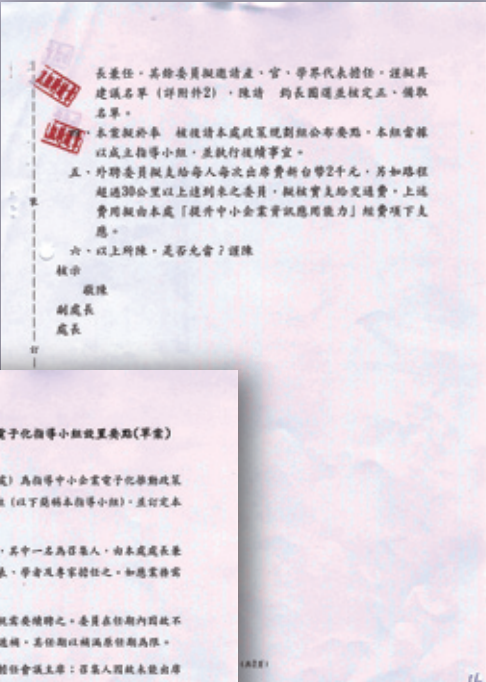 長兼任。其餘委員擬邀請產、官、學界代表擔任。謹擬具
建議名單（詳附件2），陳請　鈞長圈選並核定正、備取
名單。
、本案擬於奉　核後請本處政策規劃組公布要點，本組當據
以成立指導小組，並執行後續事宜。
五、外聘委員擬支給每人每次出席費新台幣2千元，另如路程
超過30公里以上遠到來之委員，擬核實支給交通費，上述
費用擬由本處「提升中小企業資訊應用能力」經費項下支
應。
六、以上所陳，是否允當？謹陳
核示
敬陳
副處長
處長
裝
訂
電子化指導小組設置要點(草案)
處）為指導中小企業電子化推動政策
組（以下簡稱本指導小組），並訂定本
，其中一名為召集人，由本處處長兼
表、學者及專家擔任之。如應業務需
視需要續聘之。委員在任期內因故不
遞補，其任期以補滿原任期為限。
擔任會議主席；召集人因故未能出席